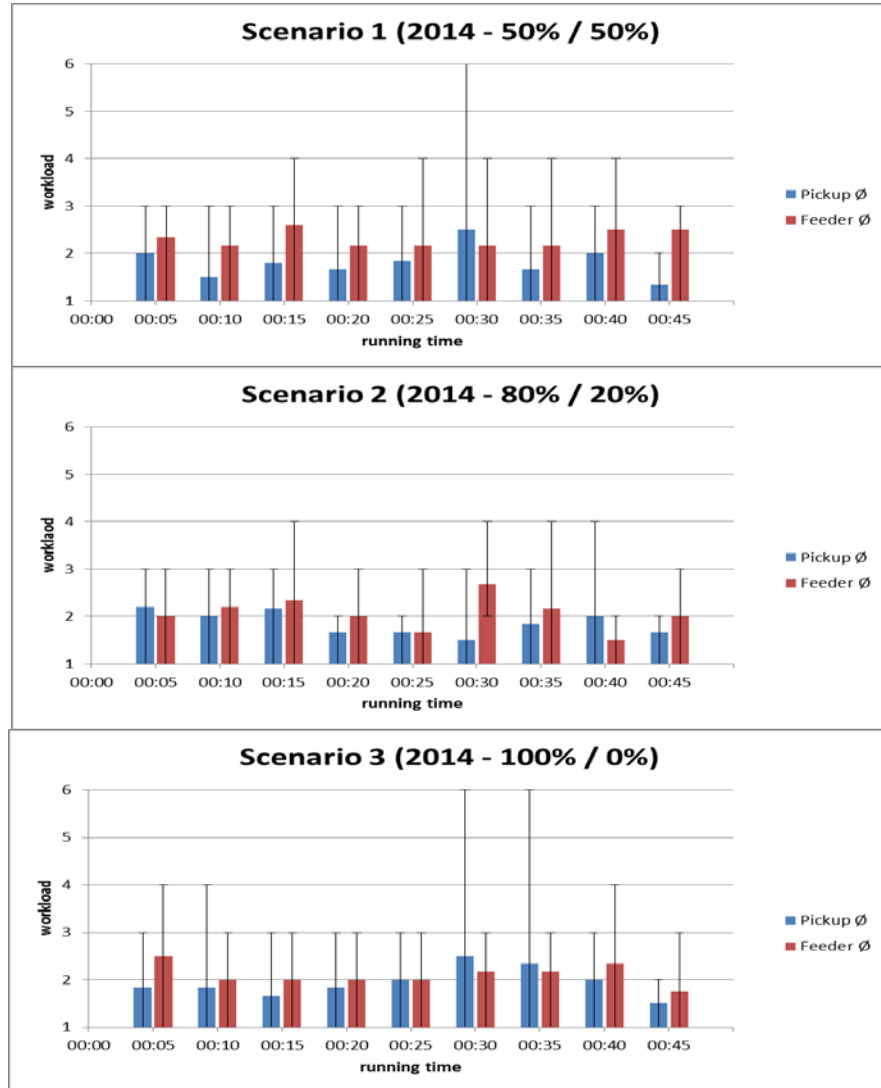 Scenario 1 (2014 - 50% / 50%)
6
5
4
3
2
1
workload
00:00 00:05 00:10 00:15 00:20 00:25 00:30 00:35 00:40 00:45
running time
Pickup Ø
Feeder Ø
Scenario 2 (2014 - 80% / 20%)
6
5
4
3
2
1
worklaod
00:00 00:05 00:10 00:15 00:20 00:25 00:30 00:35 00:40 00:45
running time
Pickup Ø
Feeder Ø
Scenario 3 (2014 - 100% / 0%)
6
5
4
3
2
1
workload
00:00 00:05 00:10 00:15 00:20 00:25 00:30 00:35 00:40 00:45
running time
Pickup Ø
Feeder Ø